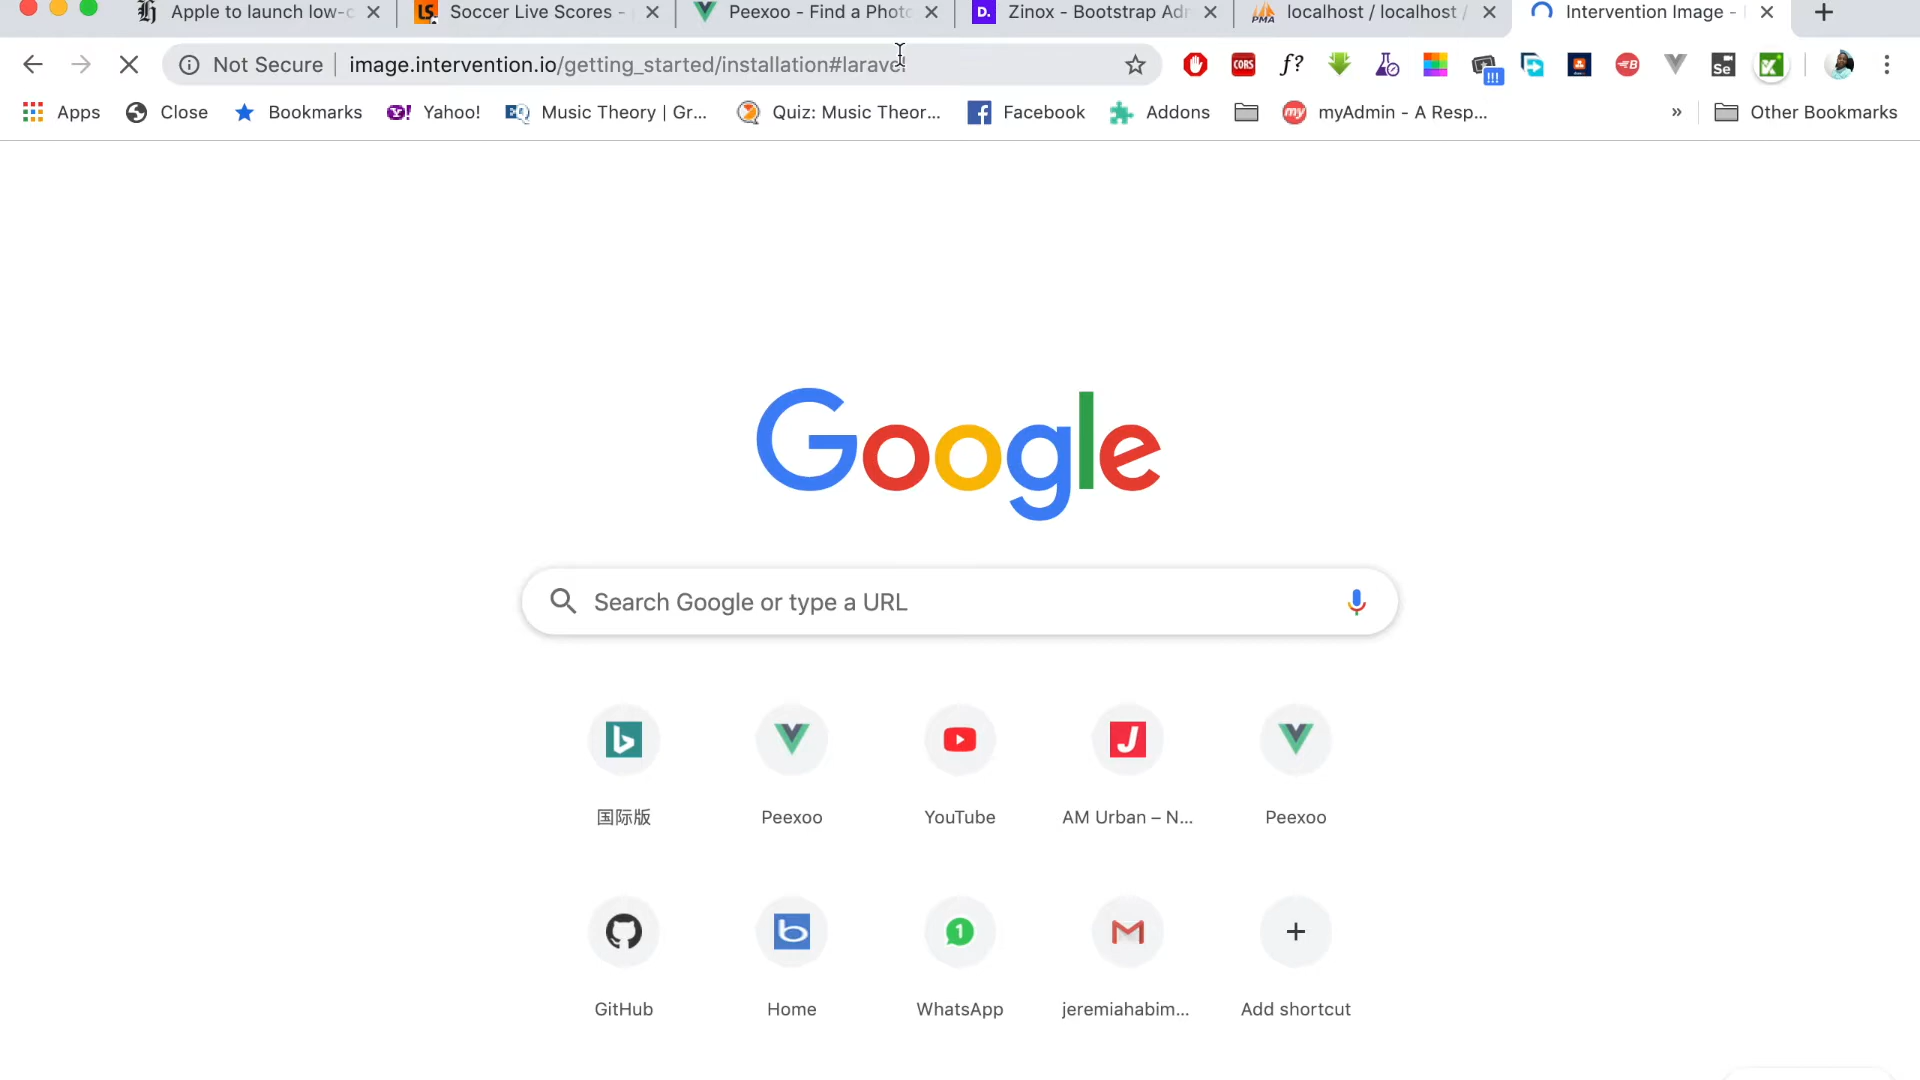 Apple to launch low-c
Soccer Live Scores -
Peexoo - Find a Photo
Zinox - Bootstrap Adm
PMA
localhost / localhost /
Intervention Image -
Not Secure
image.intervention.io/getting_started/installation#laravel
CORS
f?
!!!
Se
Apps
Close
Bookmarks
Yahoo!
Music Theory | Gr...
Quiz: Music Theor...
Facebook
Addons
myAdmin - A Resp...
»
Other Bookmarks
Google
Search Google or type a URL
国际版
Peexoo
YouTube
AM Urban – N...
Peexoo
GitHub
Home
WhatsApp
jeremiahabim...
Add shortcut